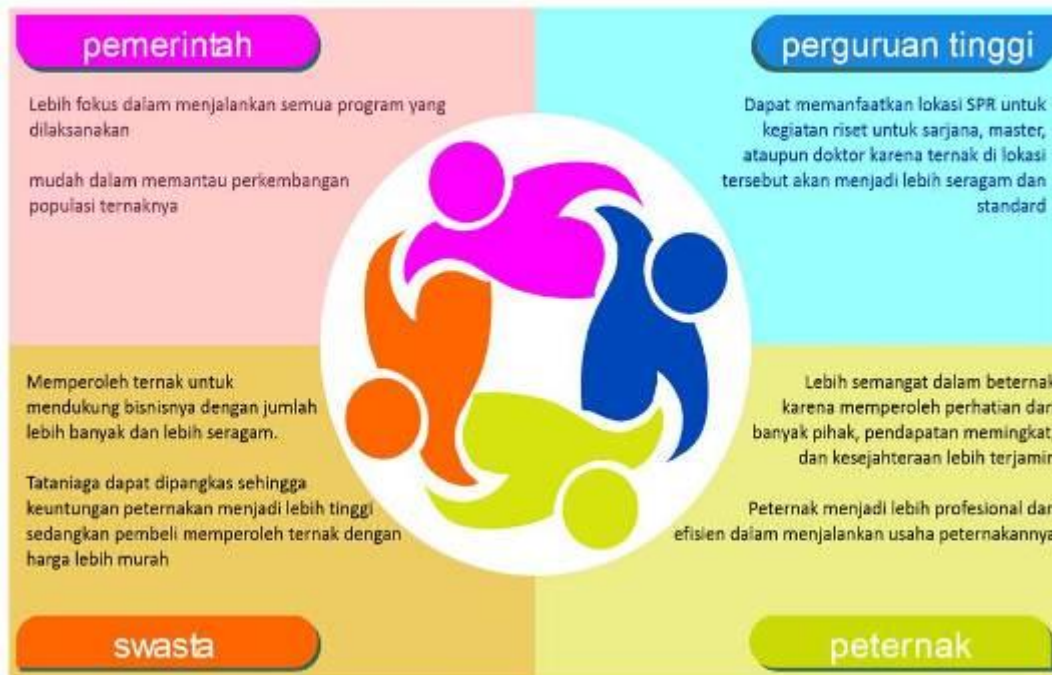 pemerintah
Lebih fokus dalam menjalankan semua program yang
dilaksanakan
mudah dalam memantau perkembangan
populasi ternaknya
perguruan tinggi
Dapat memanfaatkan lokasi SPR untuk
kegiatan riset untuk sarjana, master,
ataupun doktor karena ternak di lokasi
tersebut akan menjadi lebih seragam dan
standard
Memperoleh ternak untuk
mendukung bisnisnya dengan jumlah
lebih banyak dan lebih seragam.
Tataniaga dapat dipangkas sehingga
keuntungan peternakan menjadi lebih tinggi
sedangkan pembeli memperoleh ternak dengan
harga lebih murah
swasta
Lebih semangat dalam beternak
karena memperoleh perhatian dar
banyak pihak, pendapatan memingkat
dan kesejahteraan lebih terjamin
Peternak menjadi lebih profesional dan
efisien dalam menjalankan usaha peternakannya
peternak